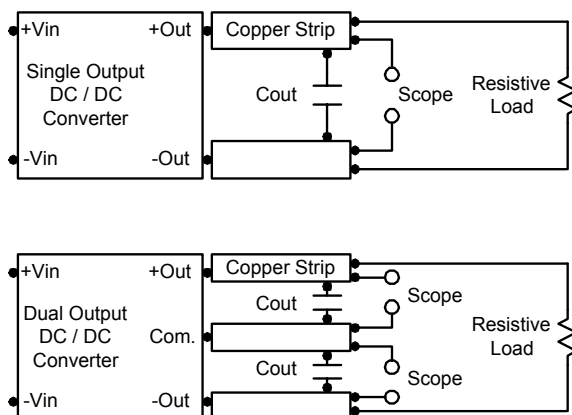 +Vin +Out Copper Strip
Single Output
DC / DC
Converter
Cout
Scope
Resistive
Load
-Vin -Out
+Vin +Out Copper Strip
Cout
Scope
Dual Output
DC / DC
Converter
Com.
Resistive
Load
Cout
Scope
-Vin -Out